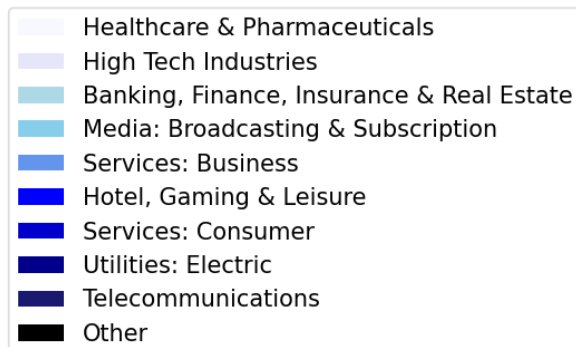 Healthcare & Pharmaceuticals
High Tech Industries
Banking, Finance, Insurance & Real Estate
Media: Broadcasting & Subscription
Services: Business
Hotel, Gaming & Leisure
Services: Consumer
Utilities: Electric
Telecommunications
Other